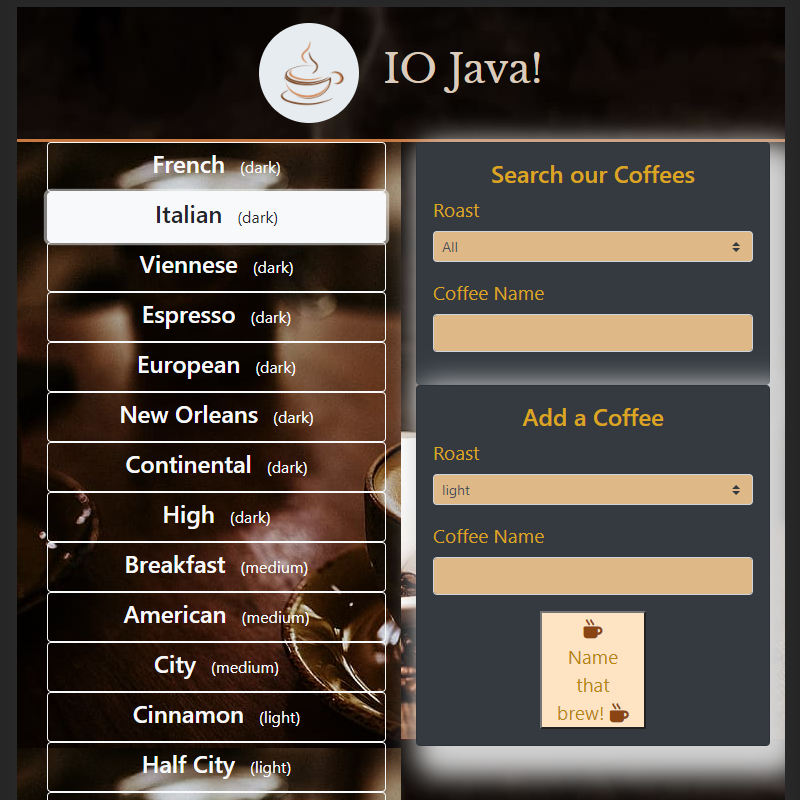 IO Java!
French (dark)
Italian (dark)
Viennese (dark)
Espresso (dark)
European (dark)
New Orleans (dark)
Continental (dark)
High (dark)
Breakfast (medium)
American (medium)
City (medium)
Cinnamon (light)
Half City (light)
Search our Coffees
Roast
All
Coffee Name
Add a Coffee
Roast
light
Coffee Name
Name
that
brew!